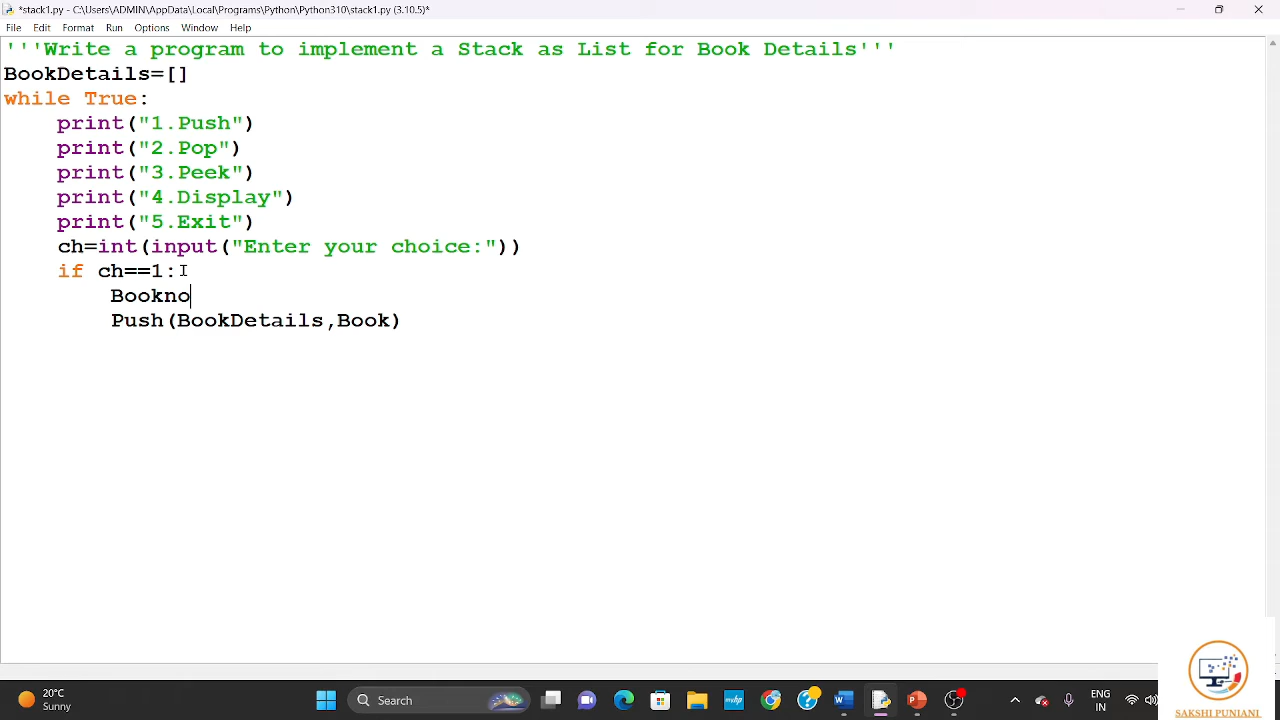 *stack1.py - C:\Users\ADMIN\AppData\Local\Programs\Python\Python310\stack1.py (3.10.5)*
File Edit Format Run Options Window Help
'''Write a program to implement a Stack as List for Book Details'''
BookDetails=[]
while True:
    print("1.Push")
    print("2.Pop")
    print("3.Peek")
    print("4.Display")
    print("5.Exit")
    ch=int(input("Enter your choice:"))
    if ch==1:
        Bookno
        Push(BookDetails,Book)
20°C
Sunny
Search
mhp
ENG
IN
SAKSHI PUNIANI